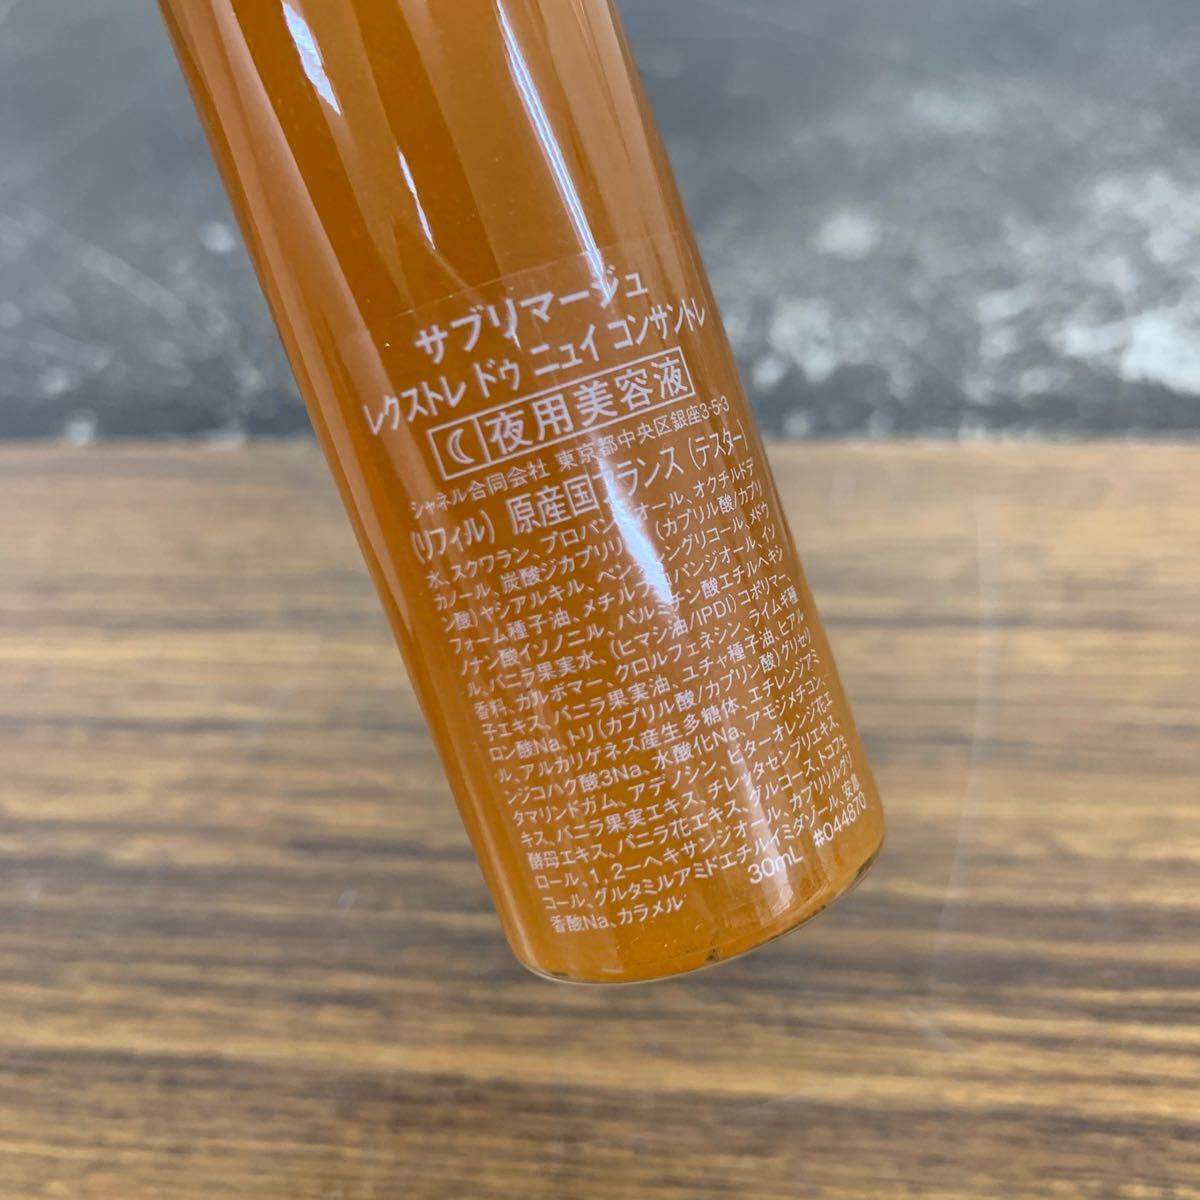 サブリマージュ
レクストレ ドゥ ニュイ コンサントレ
夜用美容液
シャネル合同会社 東京都中央区銀座3-5-3
(リフィル) 原産国フランス (テスター)
水、スクワラン、プロパンジオール、オクチルドデ
カノール、炭酸ジカプリリル、(カプリル酸/カプリ
ン酸) ヤシアルキル、ペンチレングリコール、メドウ
フォーム種子油、メチルプロパンジオール、イソ
ノナン酸イソノニル、パルミチン酸エチルヘキシ
ル、バニラ果実水、(ヒマシ油/IPDI) コポリマー、
香料、カルボマー、クロルフェネシン、ライムギ種
子エキス、バニラ果実油、ユチャ種子油、ヒアル
ロン酸Na、トリ(カプリル酸/カプリン酸) グリセリ
ル、アルカリゲネス産生多糖体、エチレンジアミ
ンジコハク酸3Na、水酸化Na、アモジメチコン、
タマリンドガム、アデノシン、ビターオレンジ花エ
キス、バニラ果実エキス、チレッタセンブリエキス、
酵母エキス、バニラ花エキス、グルコース、トコフェ
ロール、1,2-ヘキサンジオール、カプリリルグリ
コール、グルタミルアミドエチルイミダゾール、安息
香酸Na、カラメル
30mL #044870